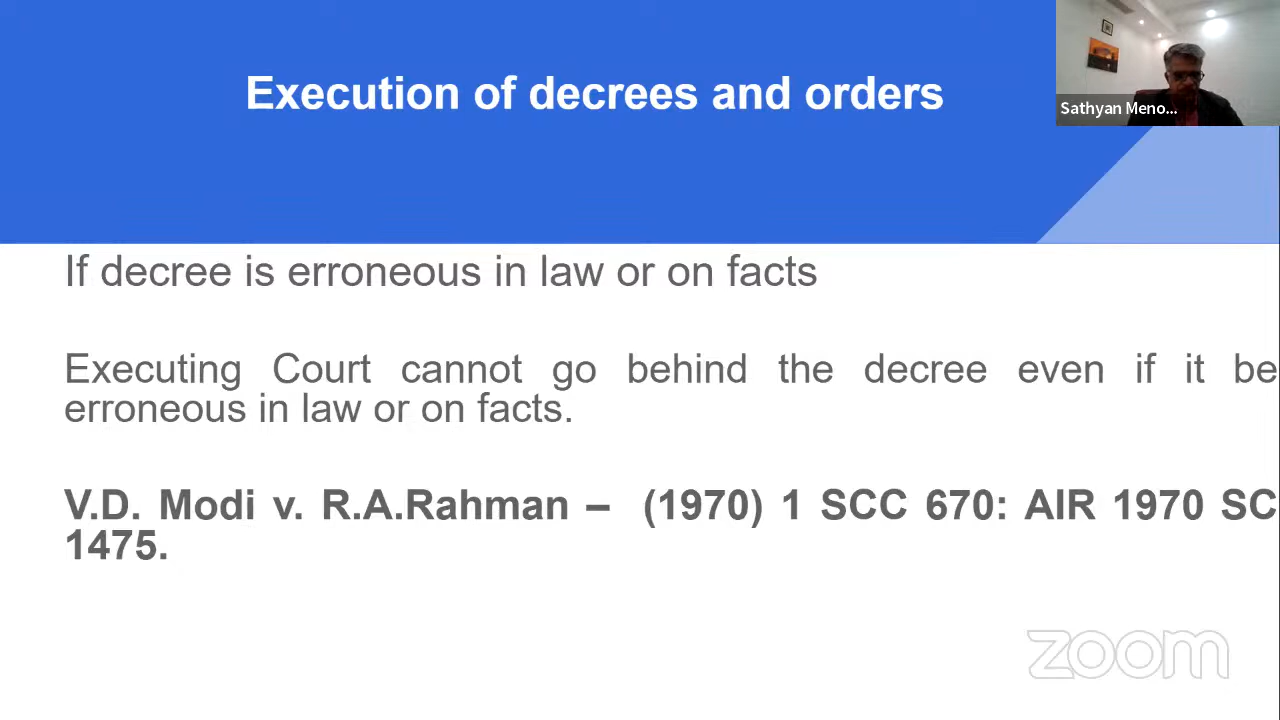 Execution of decrees and orders
Sathyan Meno...
If decree is erroneous in law or on facts
Executing Court cannot go behind the decree even if it be
erroneous in law or on facts.
V.D. Modi v. R.A.Rahman – (1970) 1 SCC 670: AIR 1970 SC
1475.
zoom